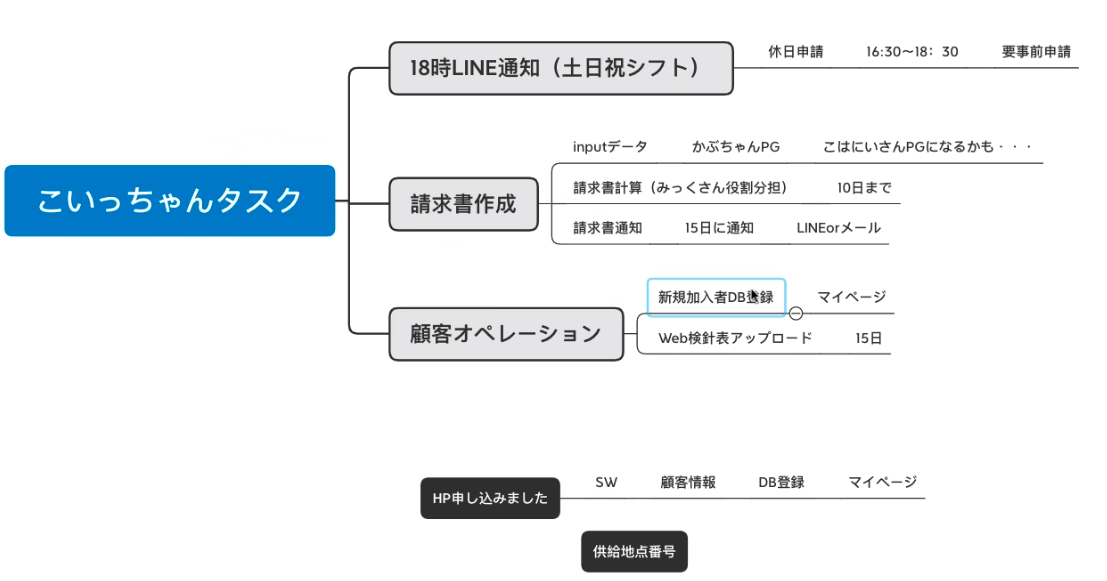 18時LINE通知（土日祝シフト）
休日申請
16:30〜18：30
要事前申請
こいっちゃんタスク
請求書作成
inputデータ
かぶちゃんPG
こはにいさんPGになるかも・・・
請求書計算（みっくさん役割分担）
10日まで
請求書通知
15日に通知
LINEorメール
顧客オペレーション
新規加入者DB登録
マイページ
Web検針表アップロード
15日
HP申し込みました
SW
顧客情報
DB登録
マイページ
供給地点番号